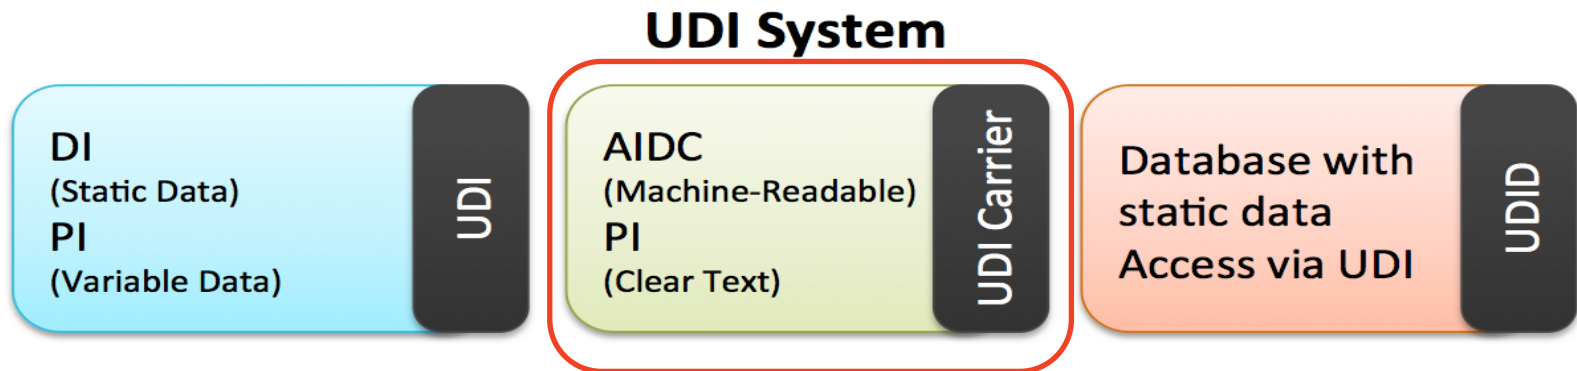 UDI System
DI
(Static Data)
PI
(Variable Data)
UDI
AIDC
(Machine-Readable)
PI
(Clear Text)
UDI Carrier
Database with
static data
Access via UDI
UDID